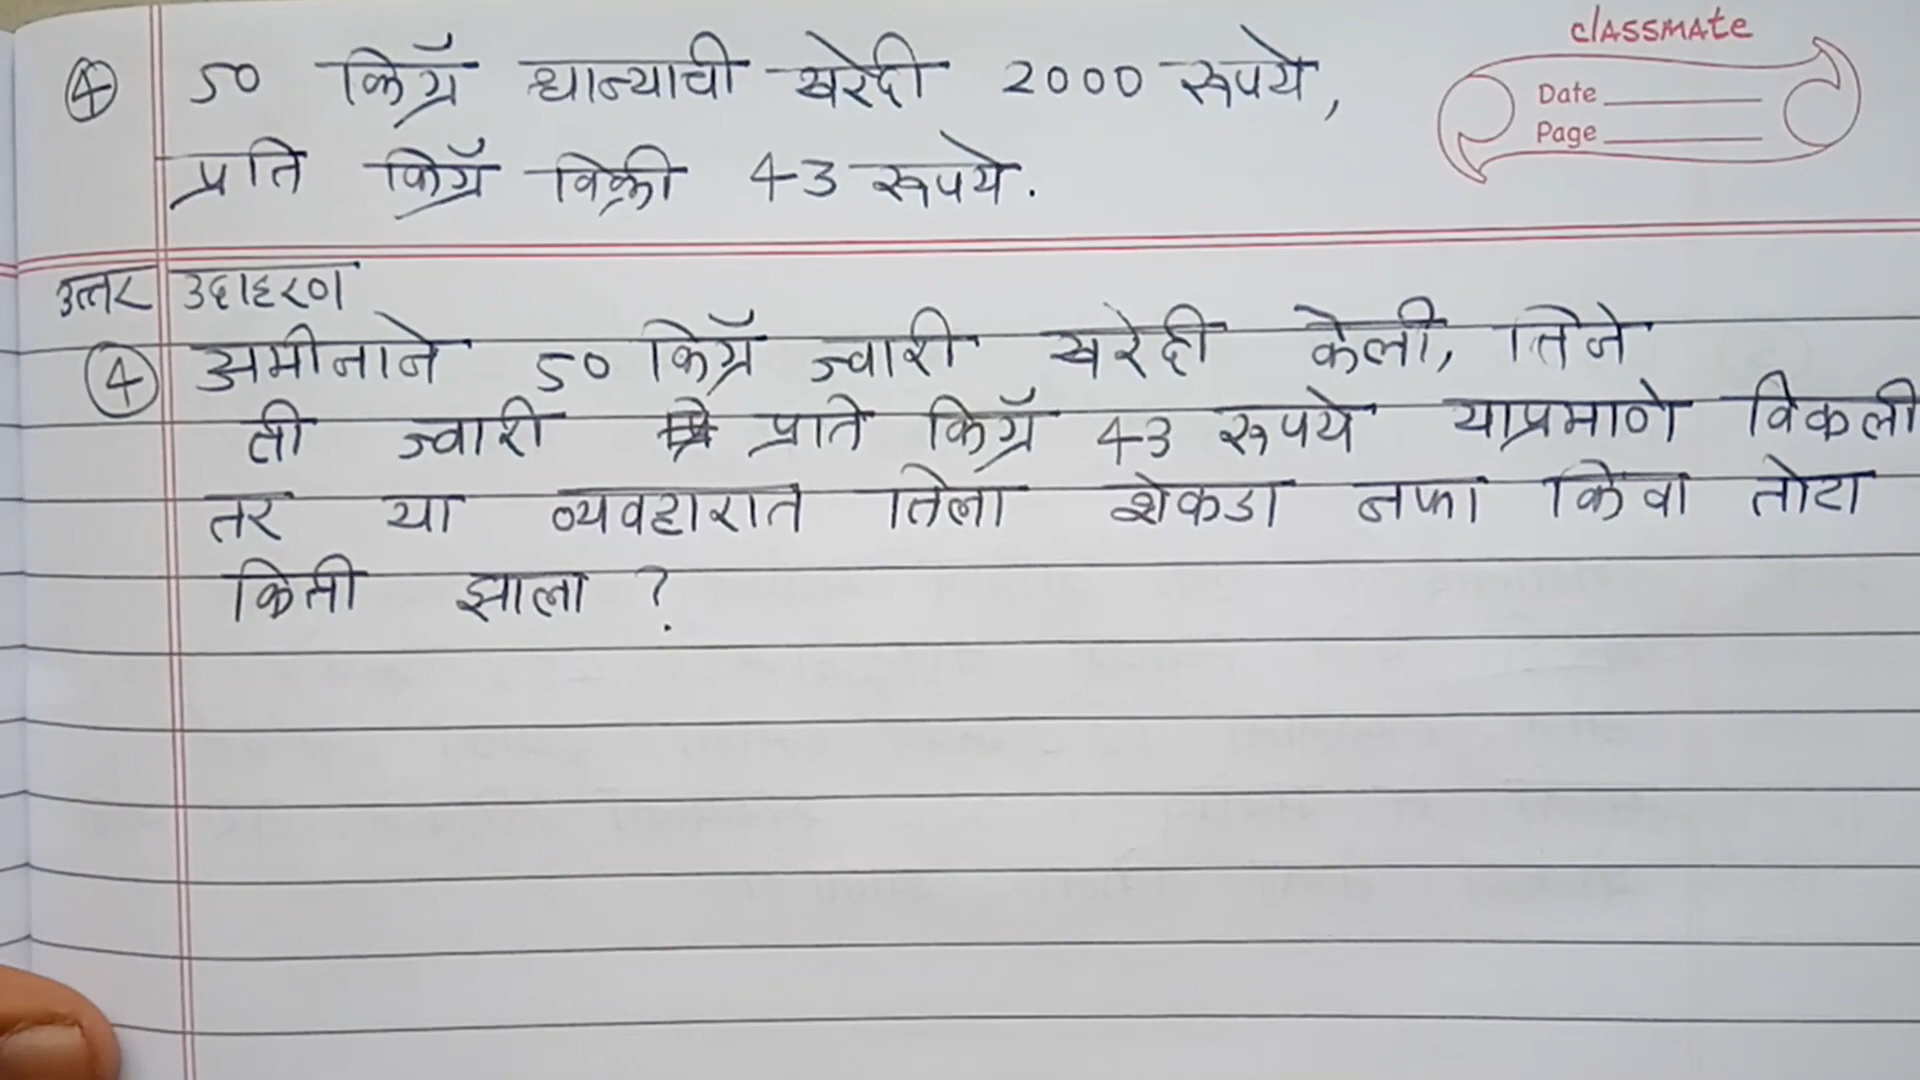 classmate
Date
Page
④ 50 किग्रॅ धान्याची खरेदी 2000 रूपये,
प्रति किग्रॅ विक्री 43 रूपये.
उत्तर उदाहरण
④ अमीनाने 50 किग्रॅ ज्वारी खरेदी केली, तिने
ती ज्वारी प्रति किग्रॅ 43 रूपये याप्रमाणे विकली
तर या व्यवहारात तिला शेकडा नफा किंवा तोटा
किती झाला ?